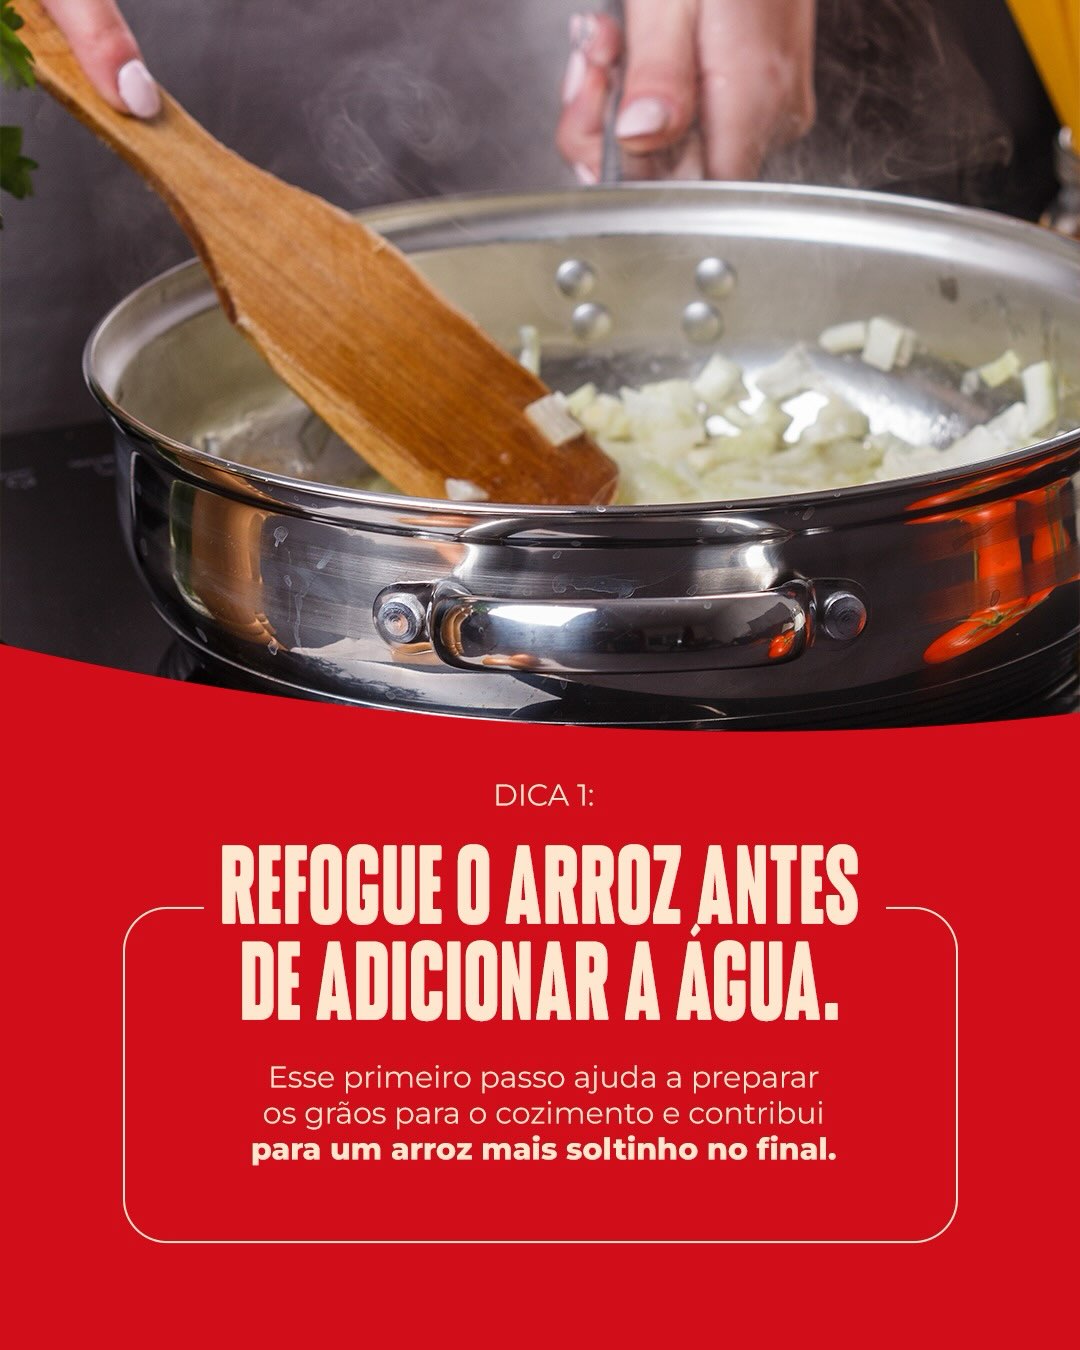 DICA 1:
REFOGUE O ARROZ ANTES
DE ADICIONAR A ÁGUA.
Esse primeiro passo ajuda a preparar
os grãos para o cozimento e contribui
para um arroz mais soltinho no final.